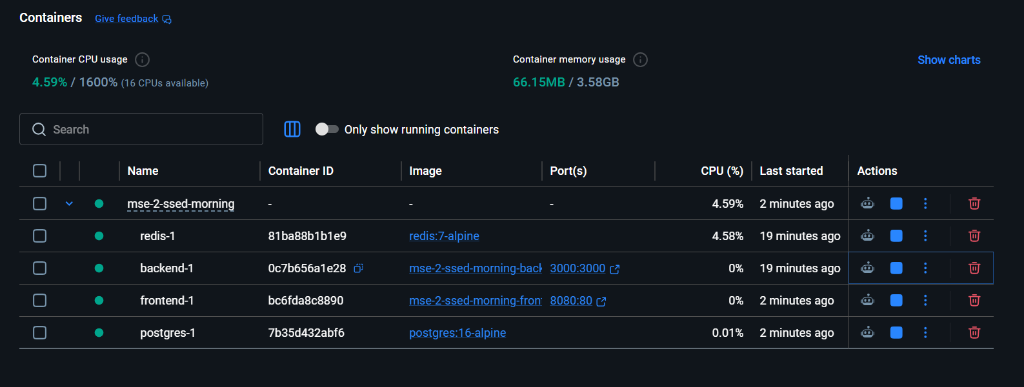 Containers Give feedback
Container CPU usage
4.59% / 1600% (16 CPUs available)
Container memory usage
66.15MB / 3.58GB
Show charts
Search
Only show running containers
Name Container ID Image Port(s) CPU (%) Last started Actions
mse-2-ssed-morning - - - 4.59% 2 minutes ago
redis-1 81ba88b1b1e9 redis:7-alpine 4.58% 19 minutes ago
backend-1 0c7b656a1e28 mse-2-ssed-morning-back 3000:3000 0% 19 minutes ago
frontend-1 bc6fda8c8890 mse-2-ssed-morning-fron 8080:80 0% 2 minutes ago
postgres-1 7b35d432abf6 postgres:16-alpine 0.01% 2 minutes ago